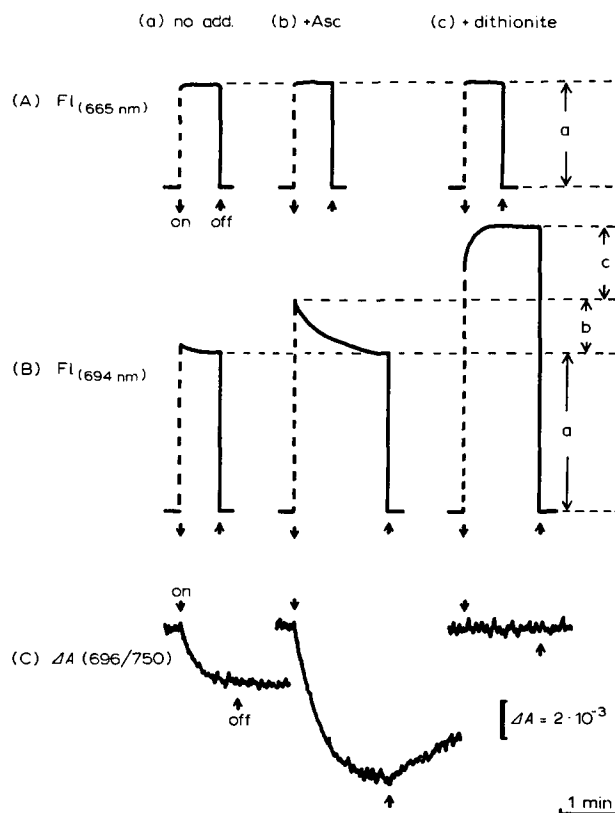 (a) no add. (b) +Asc (c) + dithionite
(A) Fl(665 nm)
a
on off
c
b
(B) Fl(694 nm)
a
on
(C) ΔA (696/750)
off
ΔA = 2·10⁻³
1 min